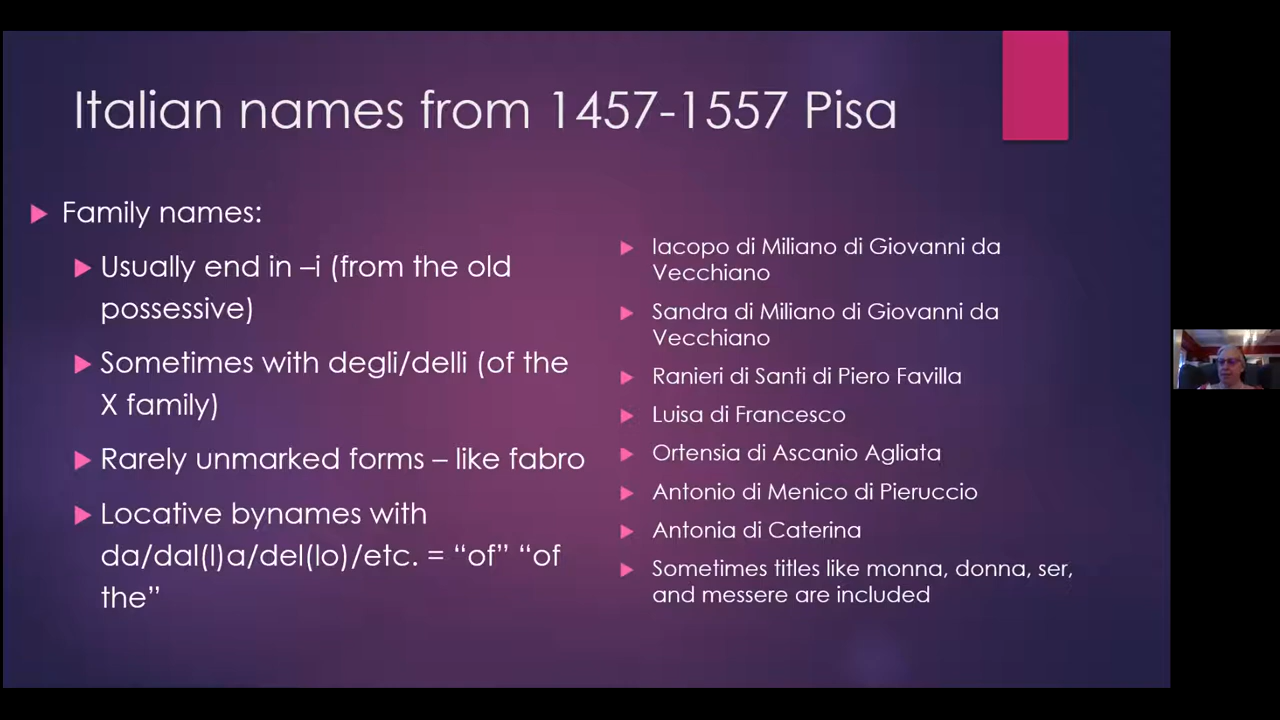 Italian names from 1457-1557 Pisa
Family names:
Usually end in –i (from the old
possessive)
Sometimes with degli/delli (of the
X family)
Rarely unmarked forms – like fabro
Locative bynames with
da/dal(l)a/del(lo)/etc. = “of” “of
the”
Iacopo di Miliano di Giovanni da
Vecchiano
Sandra di Miliano di Giovanni da
Vecchiano
Ranieri di Santi di Piero Favilla
Luisa di Francesco
Ortensia di Ascanio Agliata
Antonio di Menico di Pieruccio
Antonia di Caterina
Sometimes titles like monna, donna, ser,
and messere are included